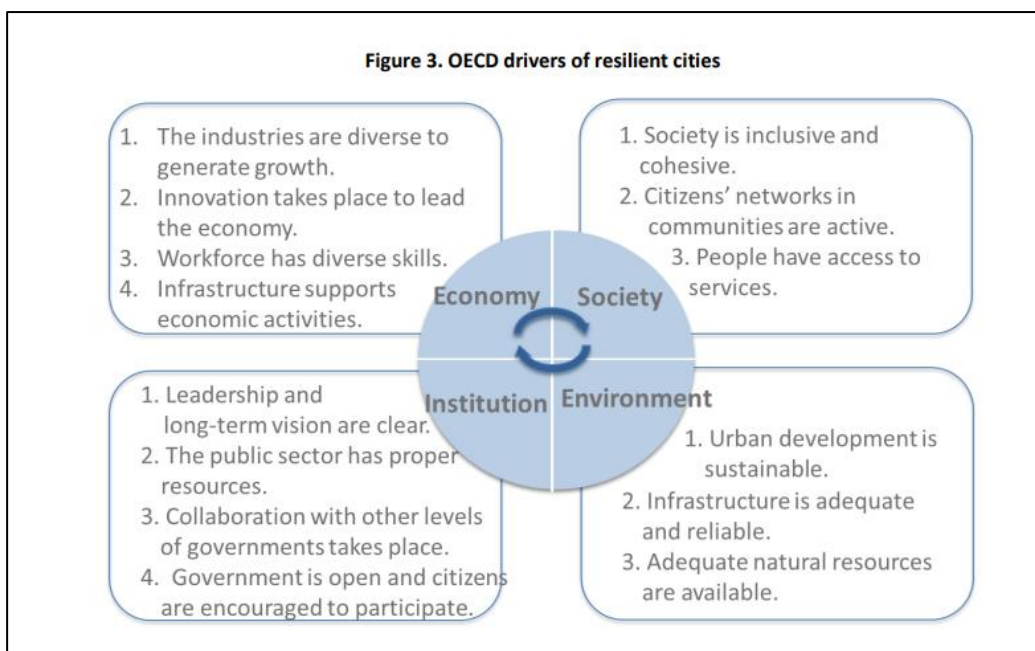 Figure 3. OECD drivers of resilient cities
1. The industries are diverse to
generate growth.
2. Innovation takes place to lead
the economy.
3. Workforce has diverse skills.
4. Infrastructure supports
economic activities.
1. Society is inclusive and
cohesive.
2. Citizens’ networks in
communities are active.
3. People have access to
services.
Economy
Society
Institution
Environment
1. Leadership and
long-term vision are clear.
2. The public sector has proper
resources.
3. Collaboration with other levels
of governments takes place.
4. Government is open and citizens
are encouraged to participate.
1. Urban development is
sustainable.
2. Infrastructure is adequate
and reliable.
3. Adequate natural resources
are available.